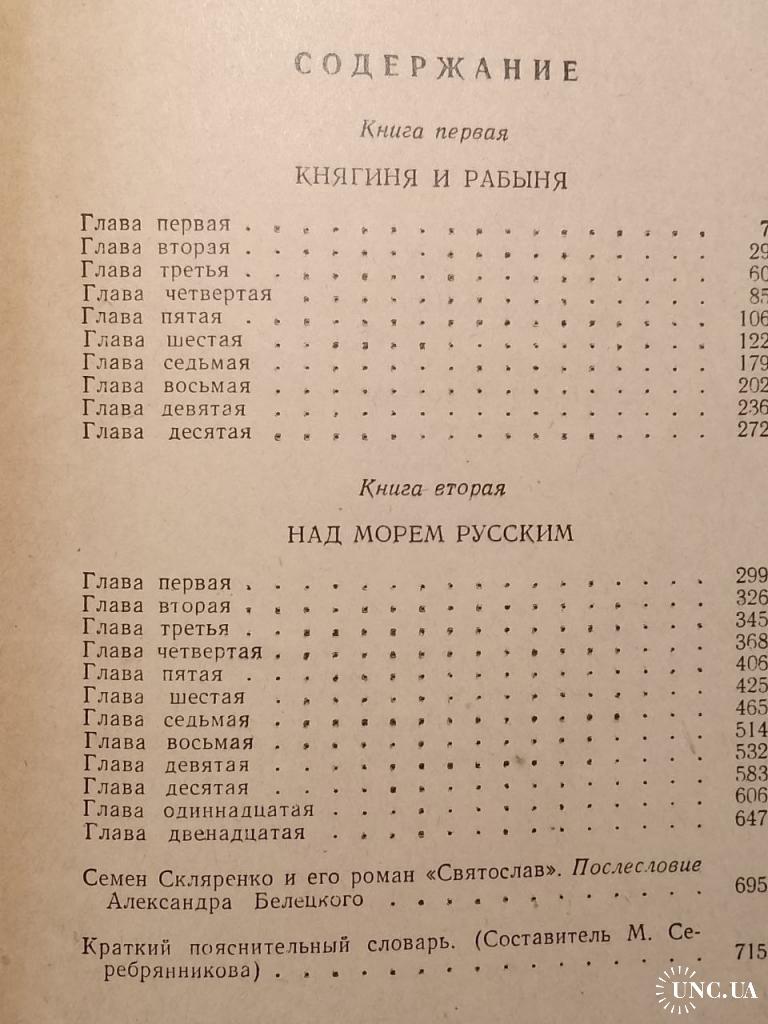 СОДЕРЖАНИЕ
Книга первая
КНЯГИНЯ И РАБЫНЯ
Глава первая . . . . . . . . . . . . . . . . . 7
Глава вторая . . . . . . . . . . . . . . . . . 29
Глава третья . . . . . . . . . . . . . . . . . 60
Глава четвертая . . . . . . . . . . . . . . . 85
Глава пятая . . . . . . . . . . . . . . . . . 106
Глава шестая . . . . . . . . . . . . . . . . 122
Глава седьмая . . . . . . . . . . . . . . . 179
Глава восьмая . . . . . . . . . . . . . . . 202
Глава девятая . . . . . . . . . . . . . . . 236
Глава десятая . . . . . . . . . . . . . . . 272
Книга вторая
НАД МОРЕМ РУССКИМ
Глава первая . . . . . . . . . . . . . . . . . 299
Глава вторая . . . . . . . . . . . . . . . . . 326
Глава третья . . . . . . . . . . . . . . . . . 345
Глава четвертая . . . . . . . . . . . . . . . 368
Глава пятая . . . . . . . . . . . . . . . . . 406
Глава шестая . . . . . . . . . . . . . . . . 425
Глава седьмая . . . . . . . . . . . . . . . 465
Глава восьмая . . . . . . . . . . . . . . . 514
Глава девятая . . . . . . . . . . . . . . . 532
Глава десятая . . . . . . . . . . . . . . . 583
Глава одиннадцатая . . . . . . . . . . . . . 606
Глава двенадцатая . . . . . . . . . . . . . 647
Семен Скляренко и его роман «Святослав». Послесловие
Александра Белецкого . . . . . . . . . . . 695
Краткий пояснительный словарь. (Составитель М. Се-
ребрянникова) . . . . . . . . . . . . . . . 715
UNC.UA